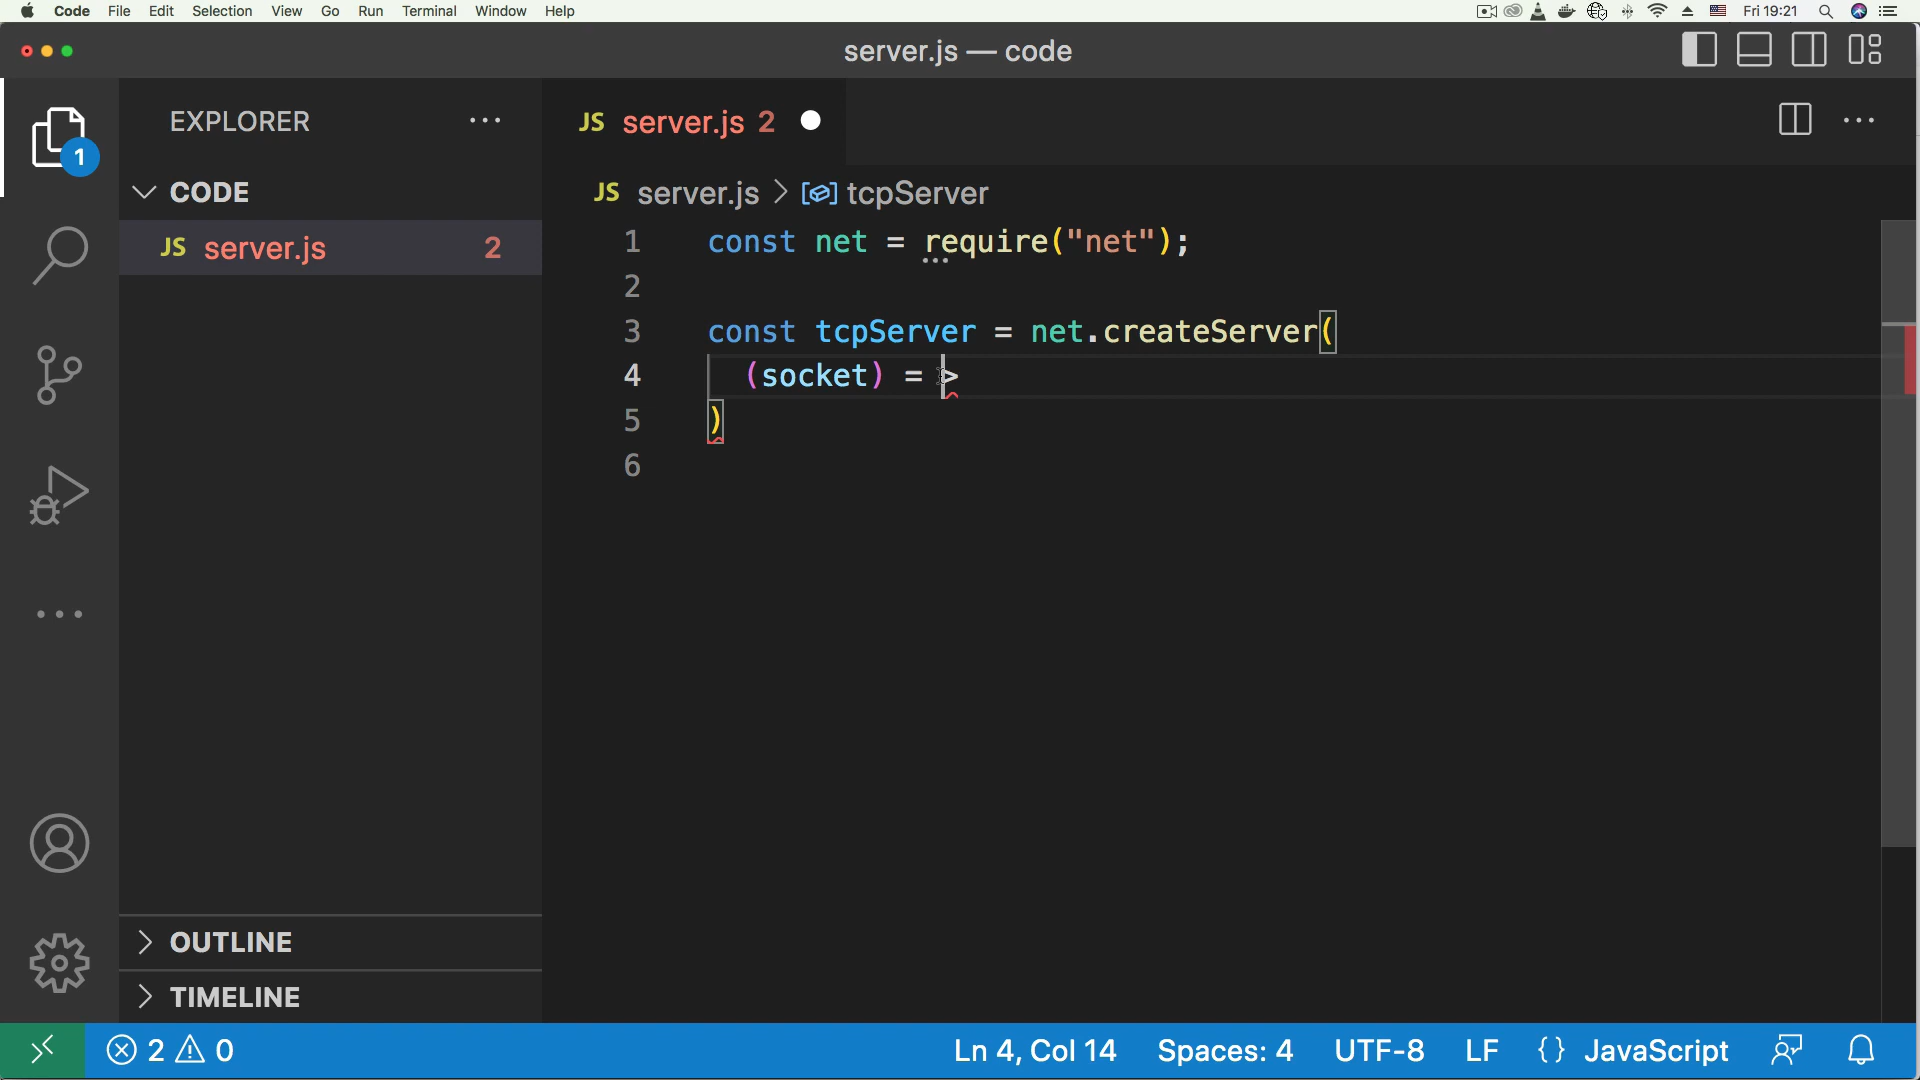 Code File Edit Selection View Go Run Terminal Window Help Fri 19:21
server.js — code
EXPLORER
1
CODE
JS server.js 2
OUTLINE
TIMELINE
JS server.js 2
JS server.js > tcpServer
1 const net = require("net");
2
3 const tcpServer = net.createServer(
4 (socket) = >
5 )
6
2 0 Ln 4, Col 14 Spaces: 4 UTF-8 LF {} JavaScript